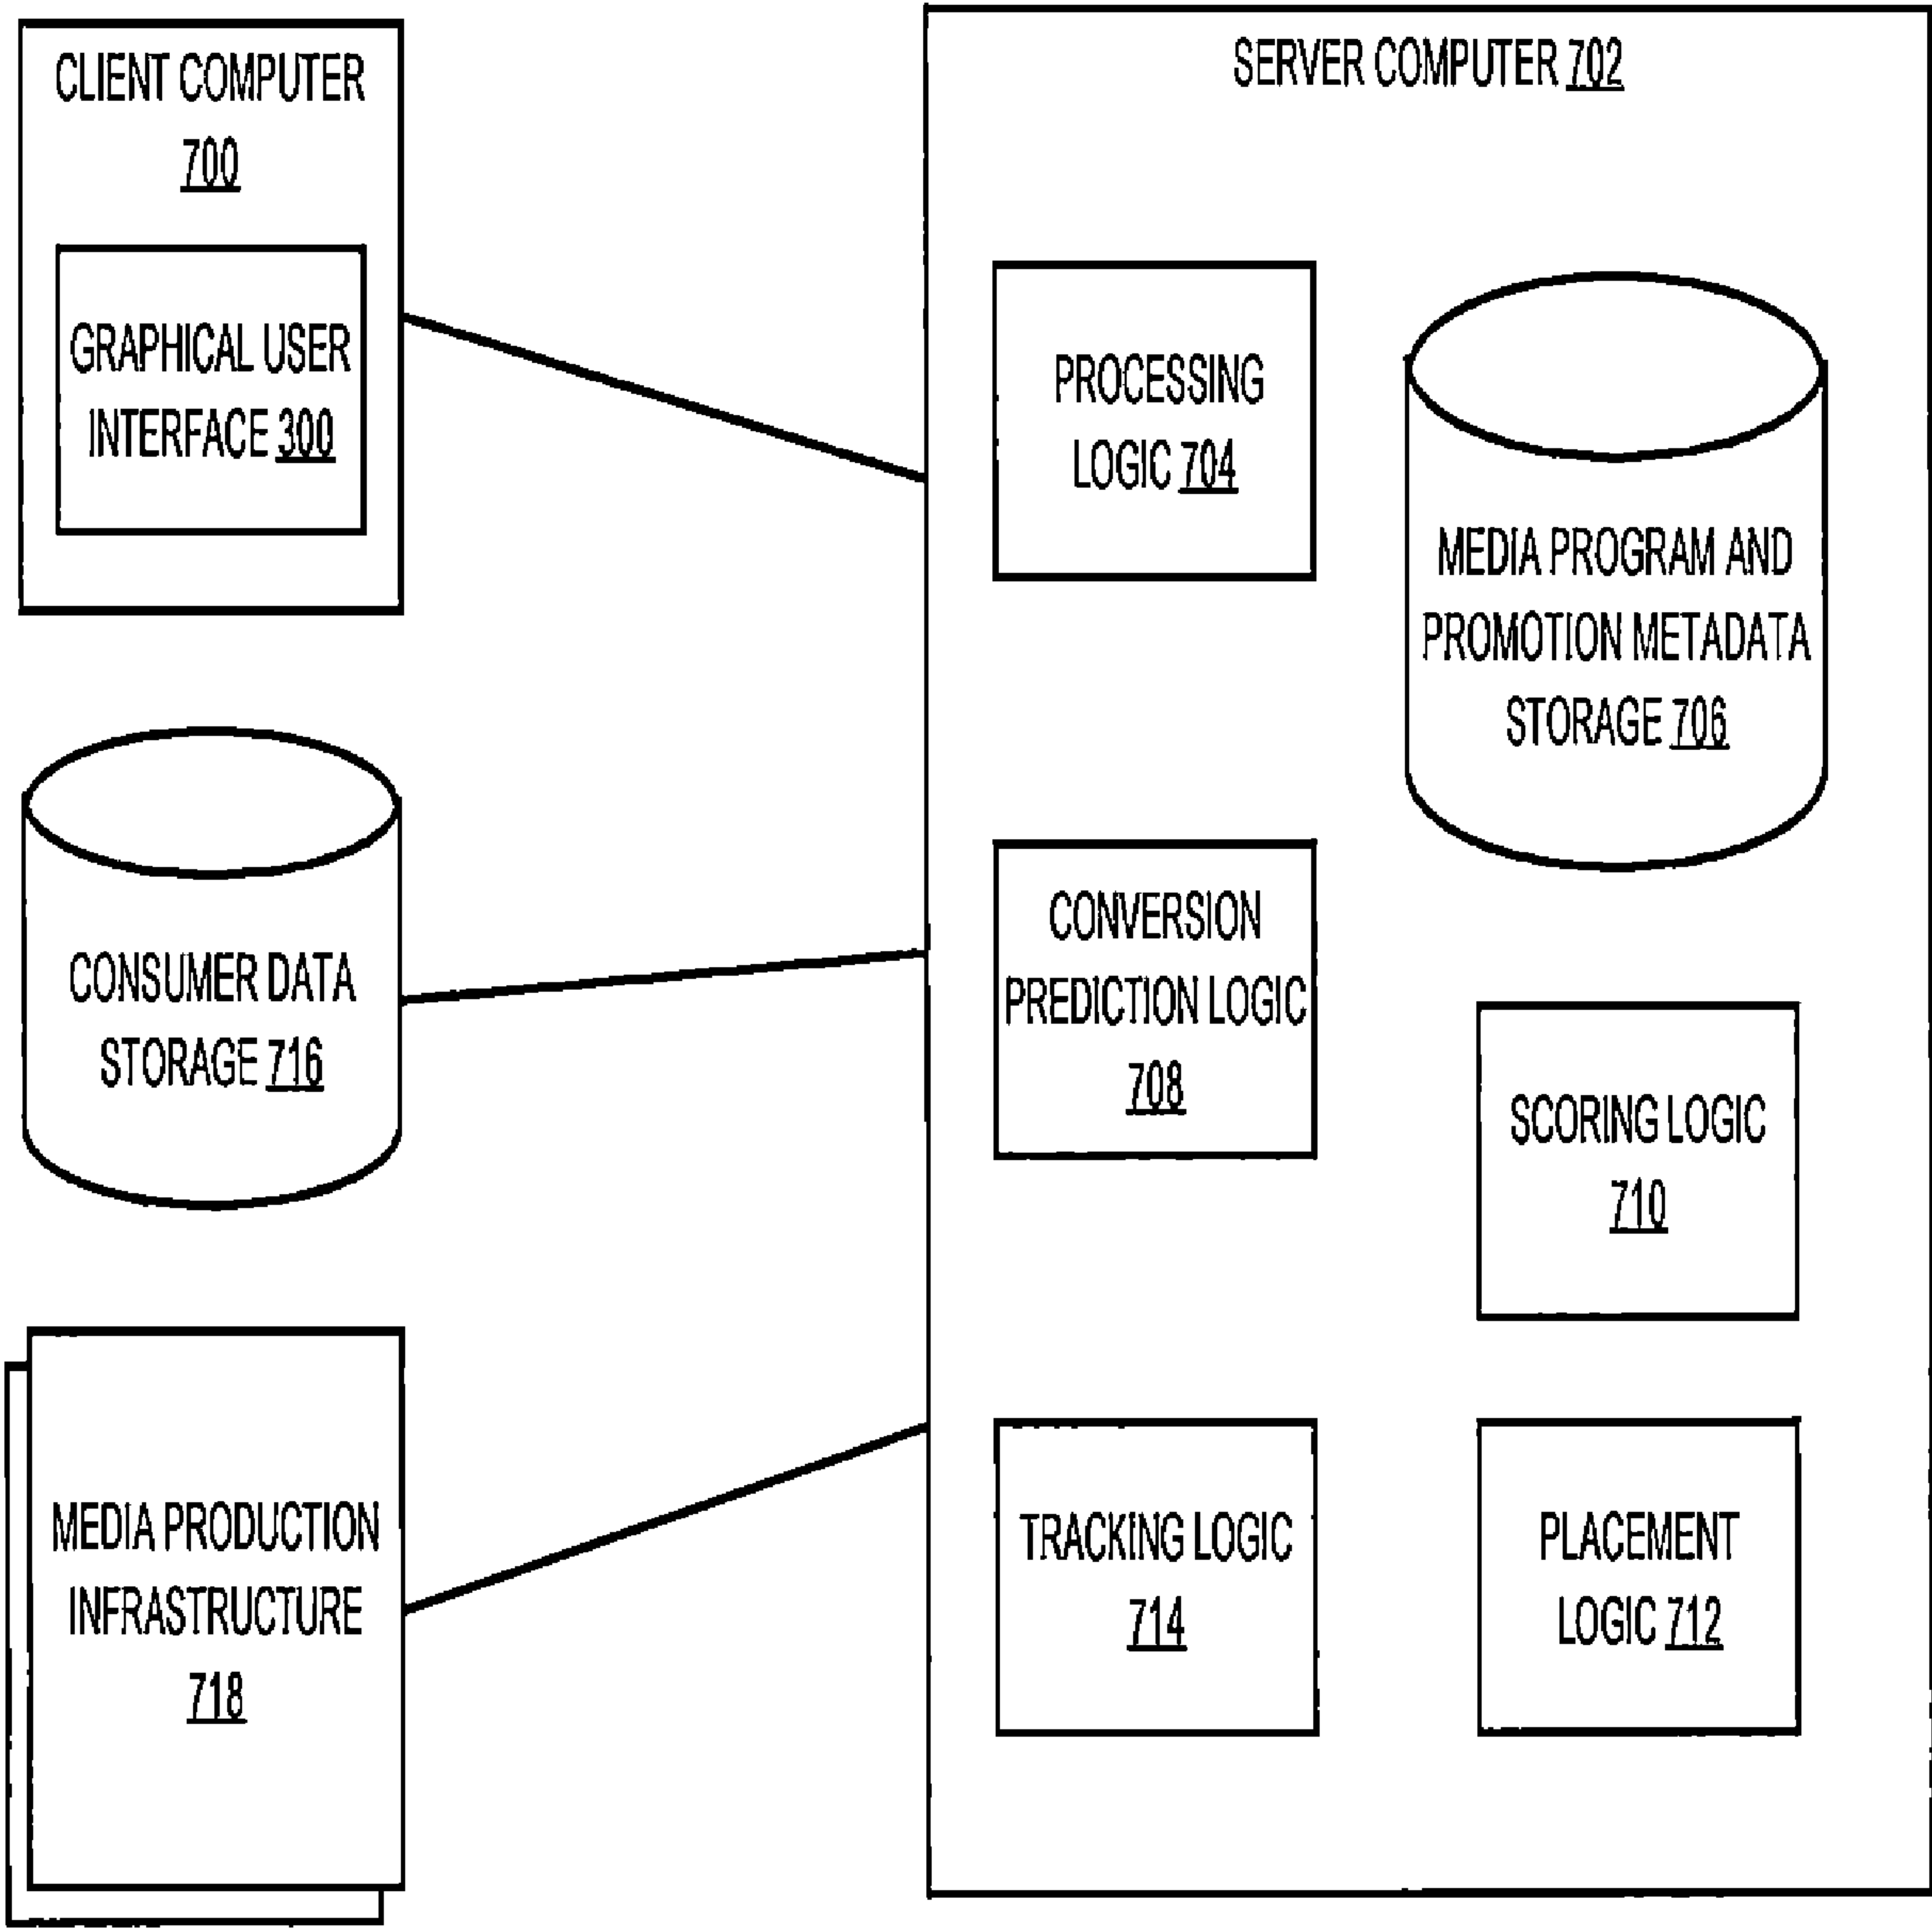 CLIENT COMPUTER
700
GRAPHICAL USER
INTERFACE 300
CONSUMER DATA
STORAGE 716
MEDIA PRODUCTION
INFRASTRUCTURE
718
SERVER COMPUTER 702
PROCESSING
LOGIC 704
MEDIA PROGRAM AND
PROMOTION METADATA
STORAGE 706
CONVERSION
PREDICTION LOGIC
708
SCORING LOGIC
710
TRACKING LOGIC
714
PLACEMENT
LOGIC 712